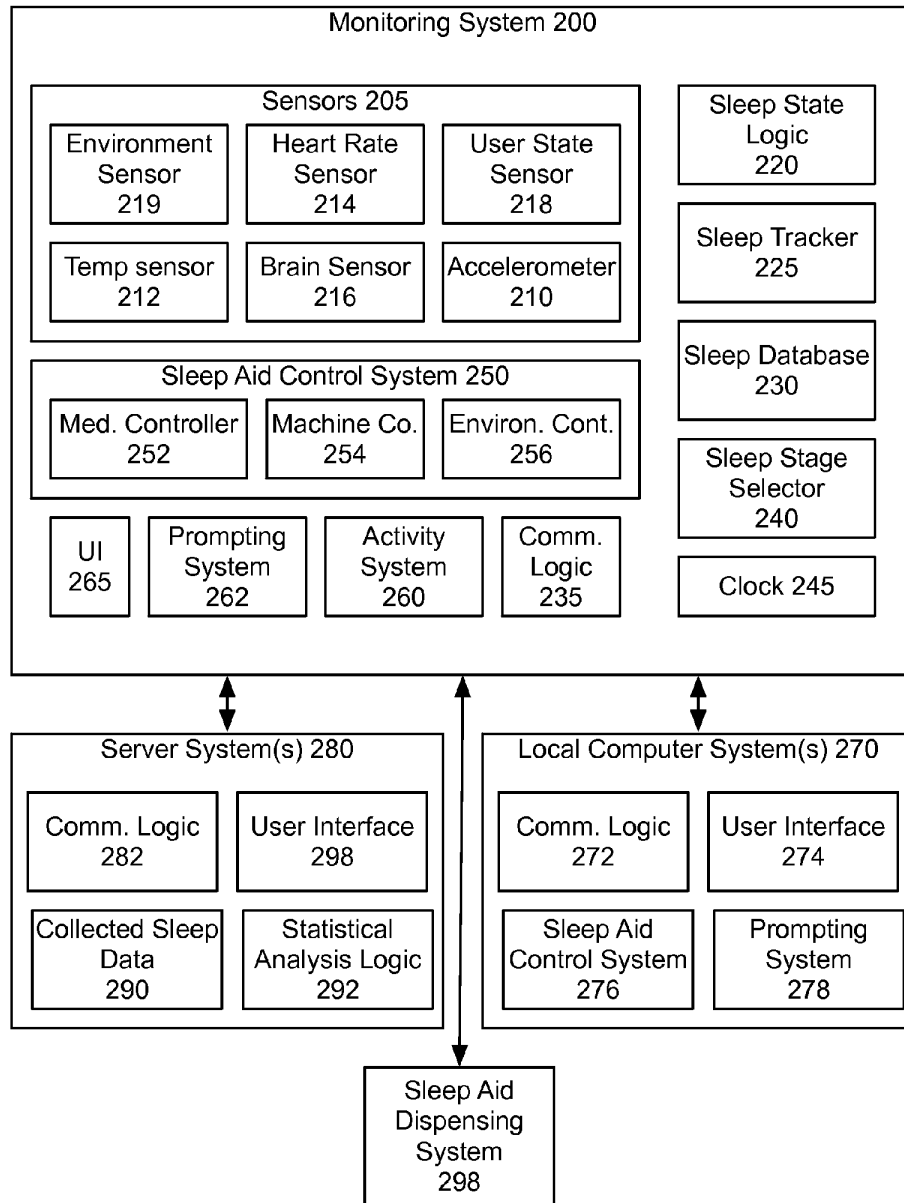 Monitoring System 200
Sensors 205
Environment
Sensor
219
Heart Rate
Sensor
214
User State
Sensor
218
Temp sensor
212
Brain Sensor
216
Accelerometer
210
Sleep State
Logic
220
Sleep Tracker
225
Sleep Database
230
Sleep Stage
Selector
240
Clock 245
Sleep Aid Control System 250
Med. Controller
252
Machine Co.
254
Environ. Cont.
256
UI
265
Prompting
System
262
Activity
System
260
Comm.
Logic
235
Server System(s) 280
Comm. Logic
282
User Interface
298
Collected Sleep
Data
290
Statistical
Analysis Logic
292
Local Computer System(s) 270
Comm. Logic
272
User Interface
274
Sleep Aid
Control System
276
Prompting
System
278
Sleep Aid
Dispensing
System
298